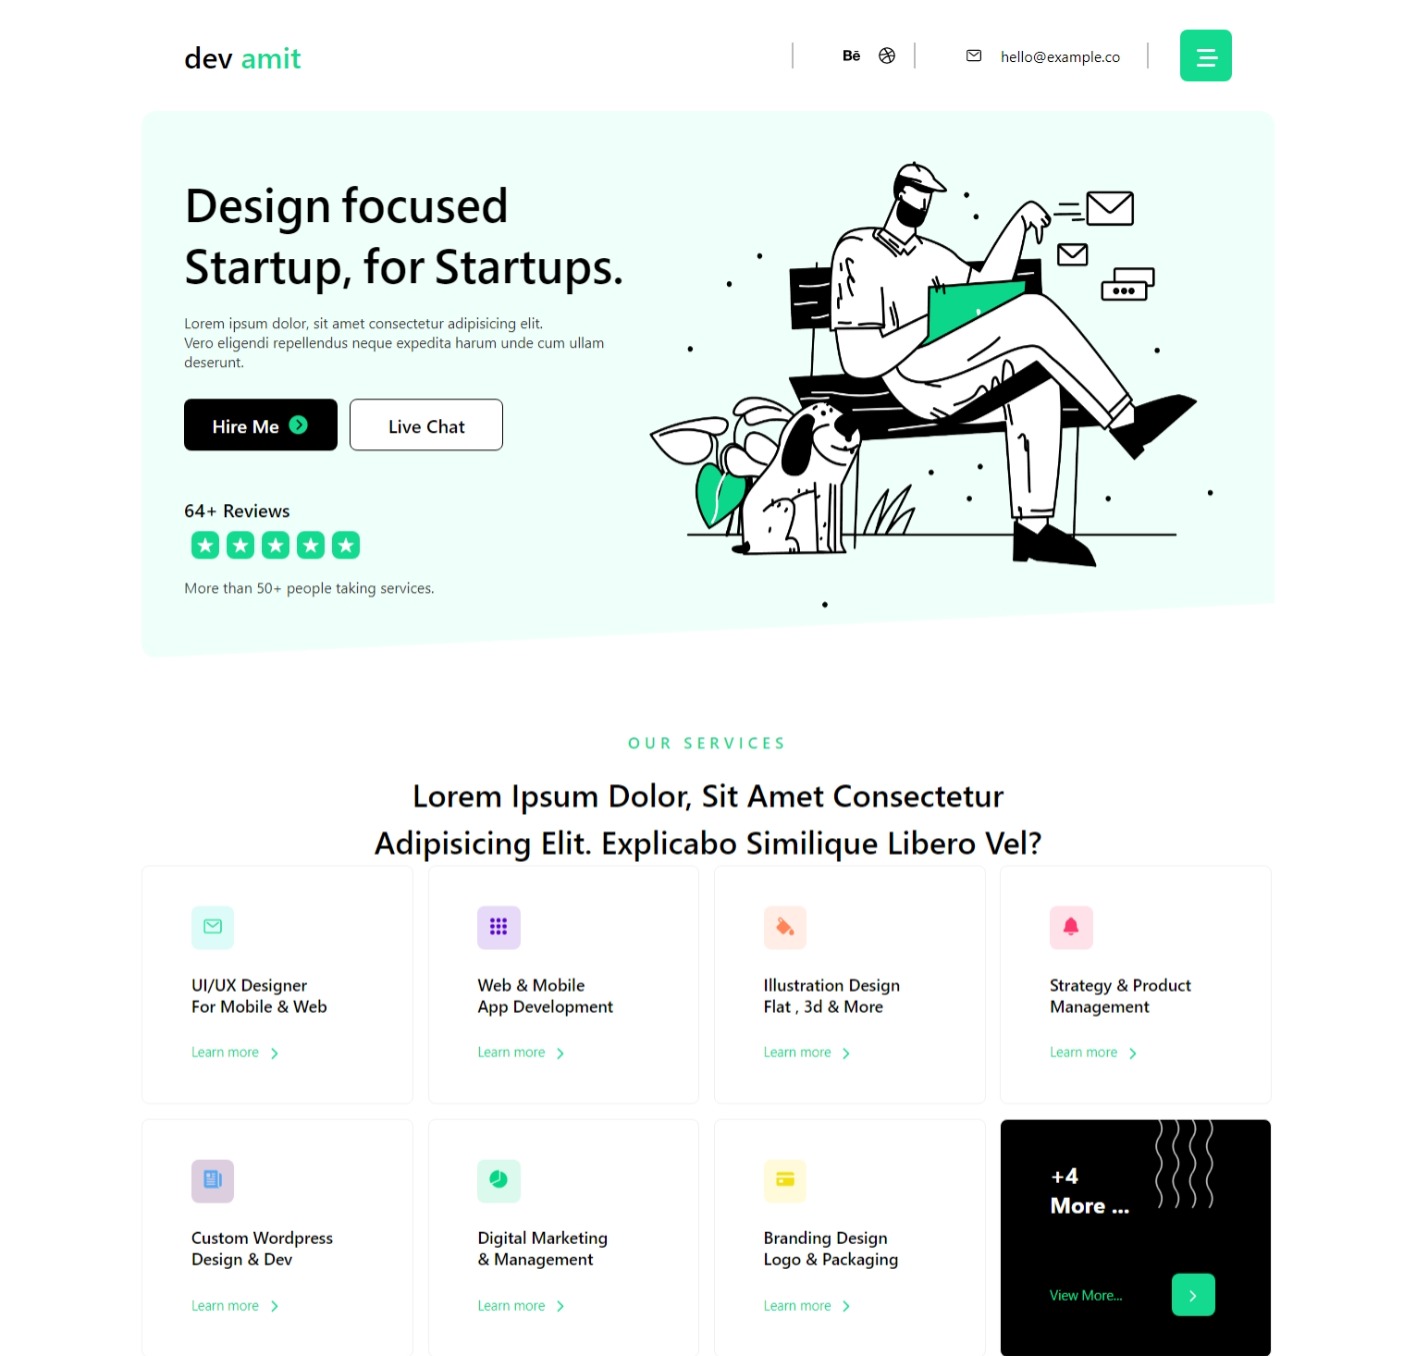 dev amit
Bē
hello@example.co
Design focused
Startup, for Startups.
Lorem ipsum dolor, sit amet consectetur adipisicing elit.
Vero eligendi repellendus neque expedita harum unde cum ullam
deserunt.
Hire Me
Live Chat
64+ Reviews
More than 50+ people taking services.
OUR SERVICES
Lorem Ipsum Dolor, Sit Amet Consectetur
Adipisicing Elit. Explicabo Similique Libero Vel?
UI/UX Designer
For Mobile & Web
Learn more
Web & Mobile
App Development
Learn more
Illustration Design
Flat , 3d & More
Learn more
Strategy & Product
Management
Learn more
Custom Wordpress
Design & Dev
Learn more
Digital Marketing
& Management
Learn more
Branding Design
Logo & Packaging
Learn more
+4
More ...
View More...